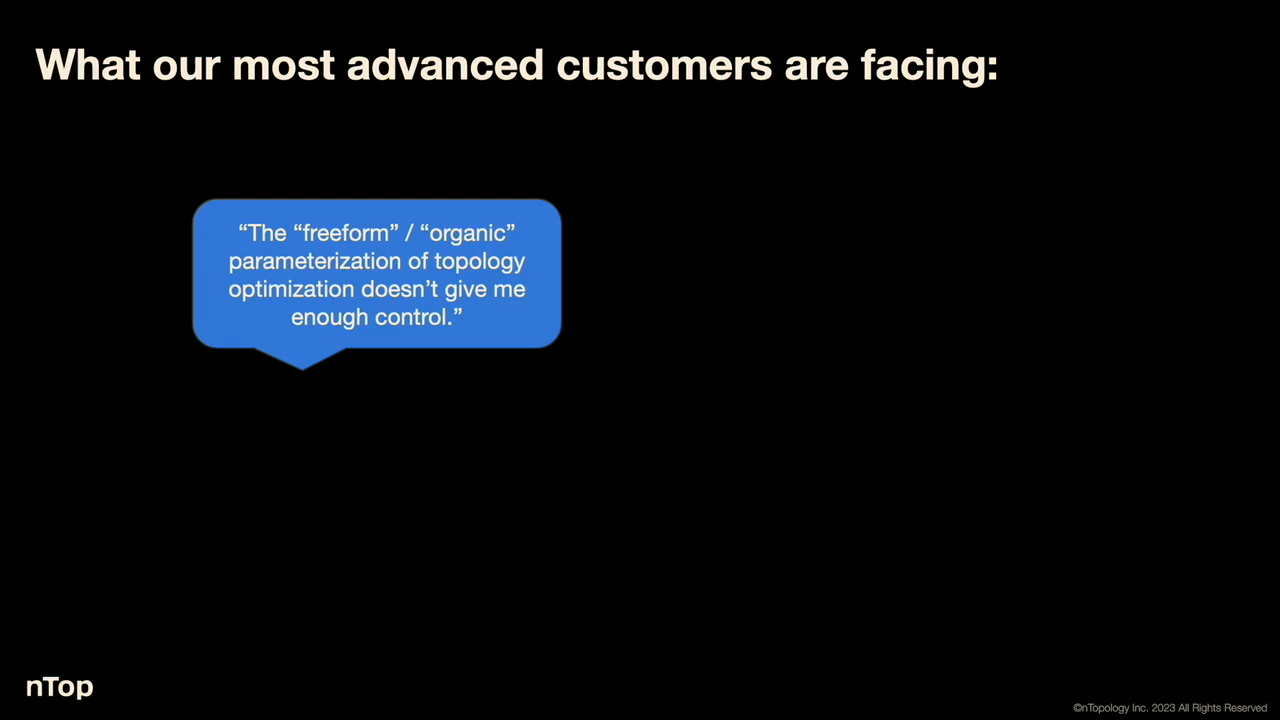 What our most advanced customers are facing:
“The “freeform” / “organic”
parameterization of topology
optimization doesn’t give me
enough control.”
nTop
©nTopology Inc. 2023 All Rights Reserved